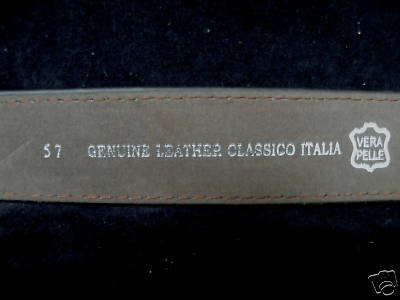 57 GENUINE LEATHER CLASSICO ITALIA
VERA
PELLE